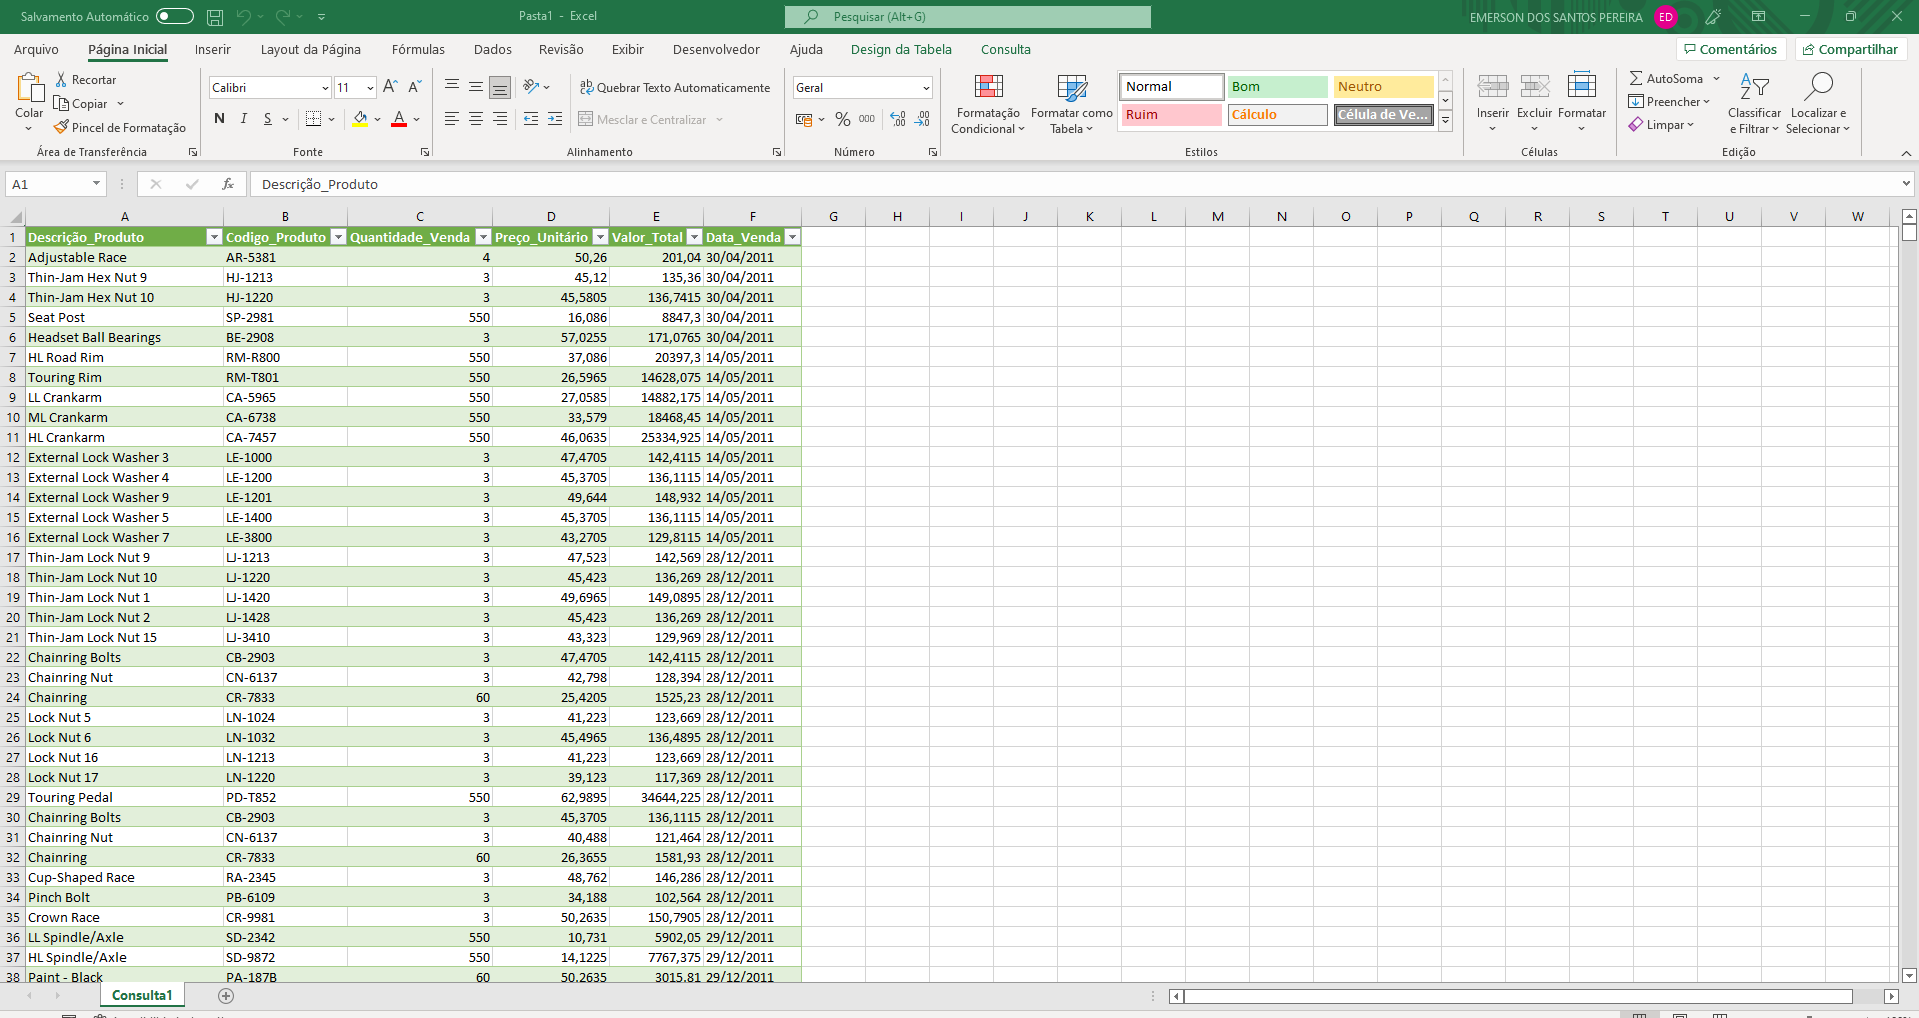 Salvamento Automático
Pasta1 - Excel
Pesquisar (Alt+G)
EMERSON DOS SANTOS PEREIRA
ED
Arquivo Página Inicial Inserir Layout da Página Fórmulas Dados Revisão Exibir Desenvolvedor Ajuda Design da Tabela Consulta
Comentários Compartilhar
Colar
Recortar
Copiar
Pincel de Formatação
Área de Transferência
Calibri 11
N I S
Fonte
Quebrar Texto Automaticamente
Mesclar e Centralizar
Alinhamento
Geral
% 000
Número
Formatação Condicional
Formatar como Tabela
Normal Bom Neutro
Ruim Cálculo Célula de Ve...
Estilos
Inserir Excluir Formatar
Células
AutoSoma
Preencher
Limpar
Classificar e Filtrar
Localizar e Selecionar
Edição
A1 fx Descrição_Produto
A B C D E F G H I J K L M N O P Q R S T U V W
1 Descrição_Produto Codigo_Produto Quantidade_Venda Preço_Unitário Valor_Total Data_Venda
2 Adjustable Race AR-5381 4 50,26 201,04 30/04/2011
3 Thin-Jam Hex Nut 9 HJ-1213 3 45,12 135,36 30/04/2011
4 Thin-Jam Hex Nut 10 HJ-1220 3 45,5805 136,7415 30/04/2011
5 Seat Post SP-2981 550 16,086 8847,3 30/04/2011
6 Headset Ball Bearings BE-2908 3 57,0255 171,0765 30/04/2011
7 HL Road Rim RM-R800 550 37,086 20397,3 14/05/2011
8 Touring Rim RM-T801 550 26,5965 14628,075 14/05/2011
9 LL Crankarm CA-5965 550 27,0585 14882,175 14/05/2011
10 ML Crankarm CA-6738 550 33,579 18468,45 14/05/2011
11 HL Crankarm CA-7457 550 46,0635 25334,925 14/05/2011
12 External Lock Washer 3 LE-1000 3 47,4705 142,4115 14/05/2011
13 External Lock Washer 4 LE-1200 3 45,3705 136,1115 14/05/2011
14 External Lock Washer 9 LE-1201 3 49,644 148,932 14/05/2011
15 External Lock Washer 5 LE-1400 3 45,3705 136,1115 14/05/2011
16 External Lock Washer 7 LE-3800 3 43,2705 129,8115 14/05/2011
17 Thin-Jam Lock Nut 9 LJ-1213 3 47,523 142,569 28/12/2011
18 Thin-Jam Lock Nut 10 LJ-1220 3 45,423 136,269 28/12/2011
19 Thin-Jam Lock Nut 1 LJ-1420 3 49,6965 149,0895 28/12/2011
20 Thin-Jam Lock Nut 2 LJ-1428 3 45,423 136,269 28/12/2011
21 Thin-Jam Lock Nut 15 LJ-3410 3 43,323 129,969 28/12/2011
22 Chainring Bolts CB-2903 3 47,4705 142,4115 28/12/2011
23 Chainring Nut CN-6137 3 42,798 128,394 28/12/2011
24 Chainring CR-7833 60 25,4205 1525,23 28/12/2011
25 Lock Nut 5 LN-1024 3 41,223 123,669 28/12/2011
26 Lock Nut 6 LN-1032 3 45,4965 136,4895 28/12/2011
27 Lock Nut 16 LN-1213 3 41,223 123,669 28/12/2011
28 Lock Nut 17 LN-1220 3 39,123 117,369 28/12/2011
29 Touring Pedal PD-T852 550 62,9895 34644,225 28/12/2011
30 Chainring Bolts CB-2903 3 45,3705 136,1115 28/12/2011
31 Chainring Nut CN-6137 3 40,488 121,464 28/12/2011
32 Chainring CR-7833 60 26,3655 1581,93 28/12/2011
33 Cup-Shaped Race RA-2345 3 48,762 146,286 28/12/2011
34 Pinch Bolt PB-6109 3 34,188 102,564 28/12/2011
35 Crown Race CR-9981 3 50,2635 150,7905 28/12/2011
36 LL Spindle/Axle SD-2342 550 10,731 5902,05 29/12/2011
37 HL Spindle/Axle SD-9872 550 14,1225 7767,375 29/12/2011
38 Paint - Black PA-187B 60 50,2635 3015,81 29/12/2011
Consulta1